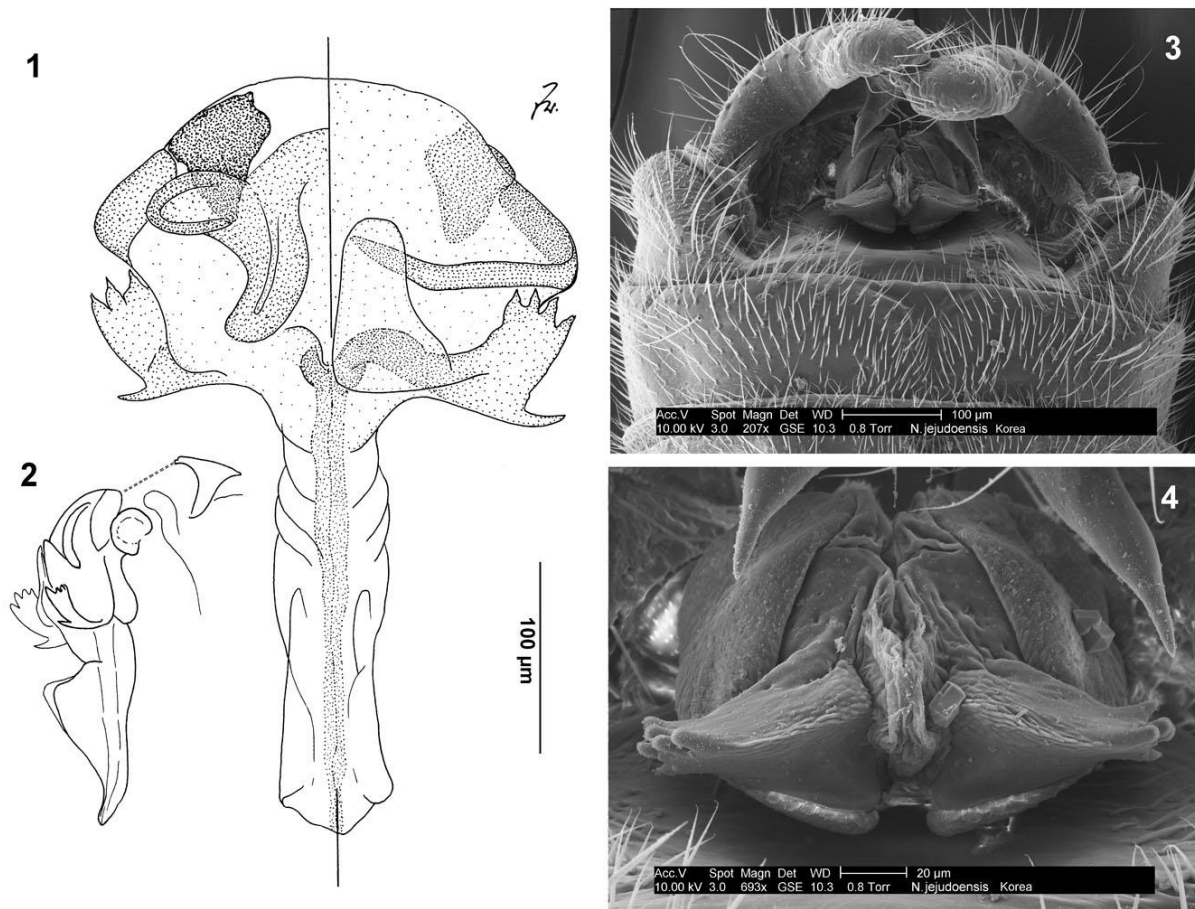 1
2
100 µm
3
Acc.V Spot Magn Det WD 100 µm
10.00 kV 3.0 207x GSE 10.3 0.8 Torr N. jejudoensis Korea
4
Acc.V Spot Magn Det WD 20 µm
10.00 kV 3.0 693x GSE 10.3 0.8 Torr N. jejudoensis Korea